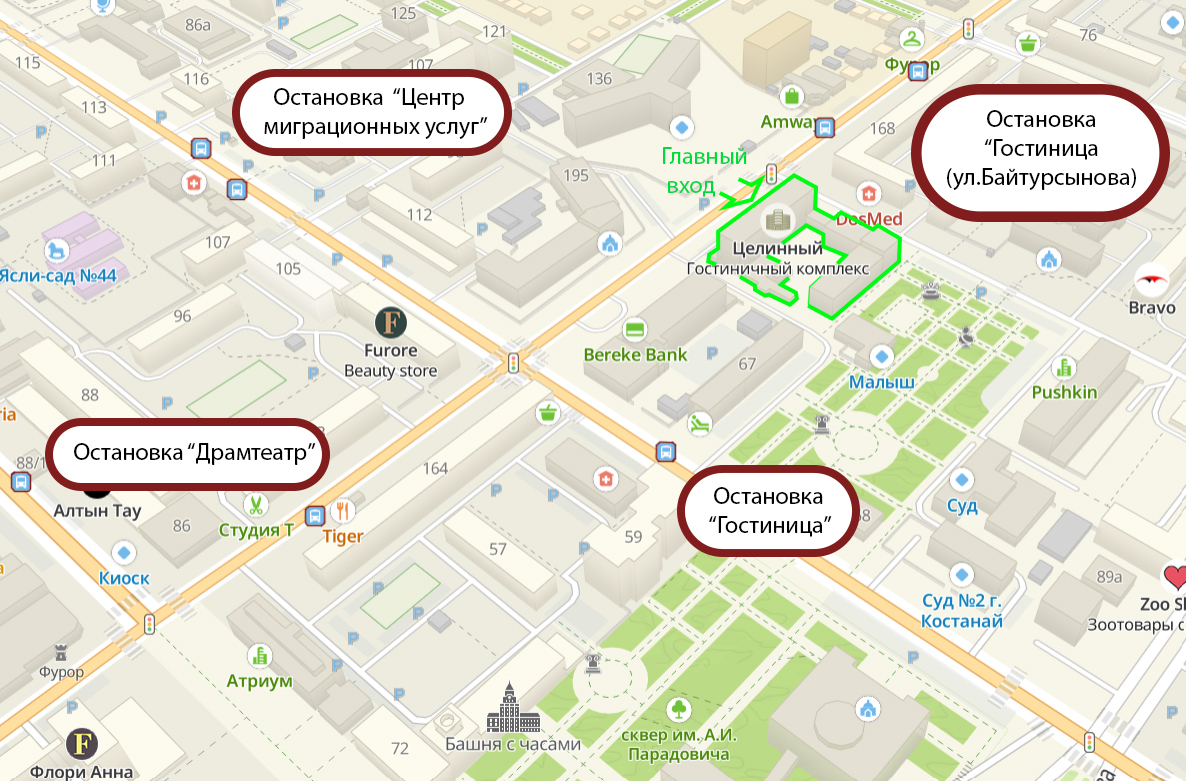 125
86а
121
115
107
116
136
76
Фурор
113
Остановка “Центр
миграционных услуг”
Amway
168
Остановка
“Гостиница
(ул.Байтурсынова)
111
Главный
вход
195
112
DosMed
107
Целинный
Гостиничный комплекс
Ясли-сад №44
105
Bravo
96
Furore
Beauty store
Bereke Bank
67
Малыш
Pushkin
88
Остановка “Драмтеатр”
88/1
164
Алтын Тау
Остановка
“Гостиница”
Суд
86
Студия Т
Tiger
59
57
Киоск
89а
Суд №2 г.
Костанай
Zoo
Зоотовары с
Фурор
Атриум
сквер им. А.И.
Парадовича
72
Башня с часами
Флори Анна